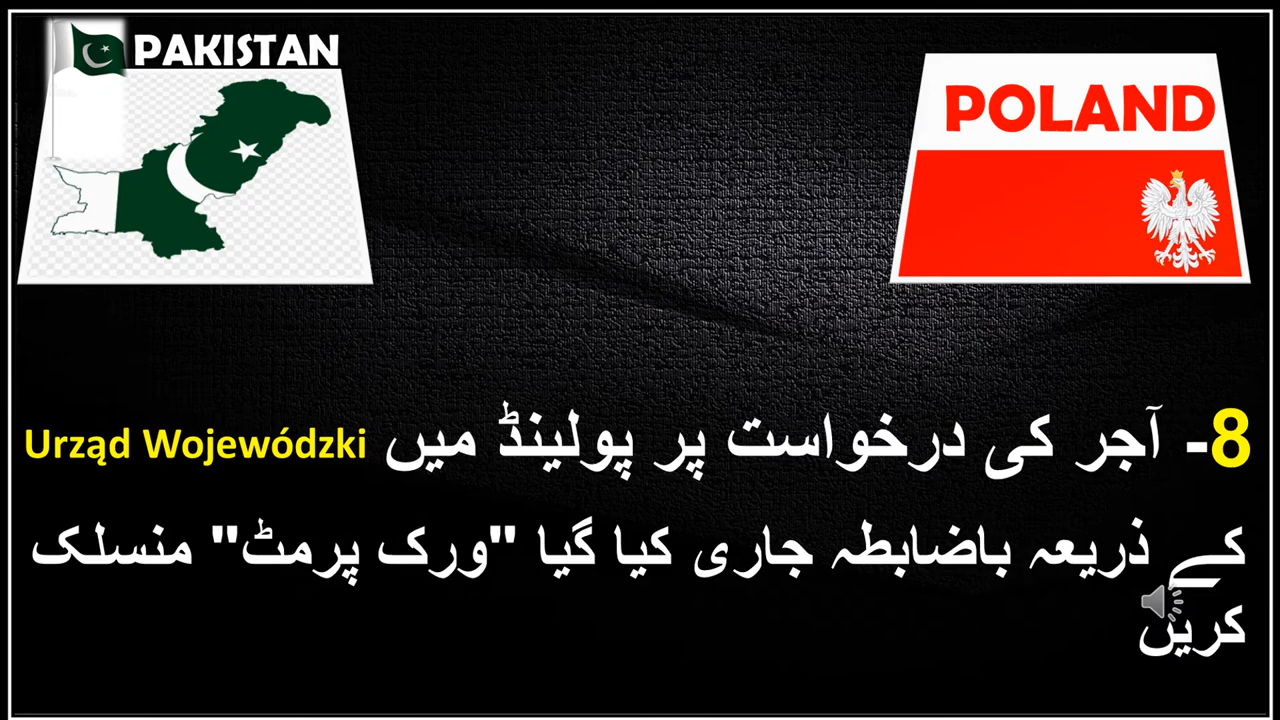 PAKISTAN
POLAND
8- آجر کی درخواست پر پولینڈ میں Urząd Wojewódzki
کے ذریعہ باضابطہ جاری کیا گیا "ورک پرمٹ" منسلک
کریں